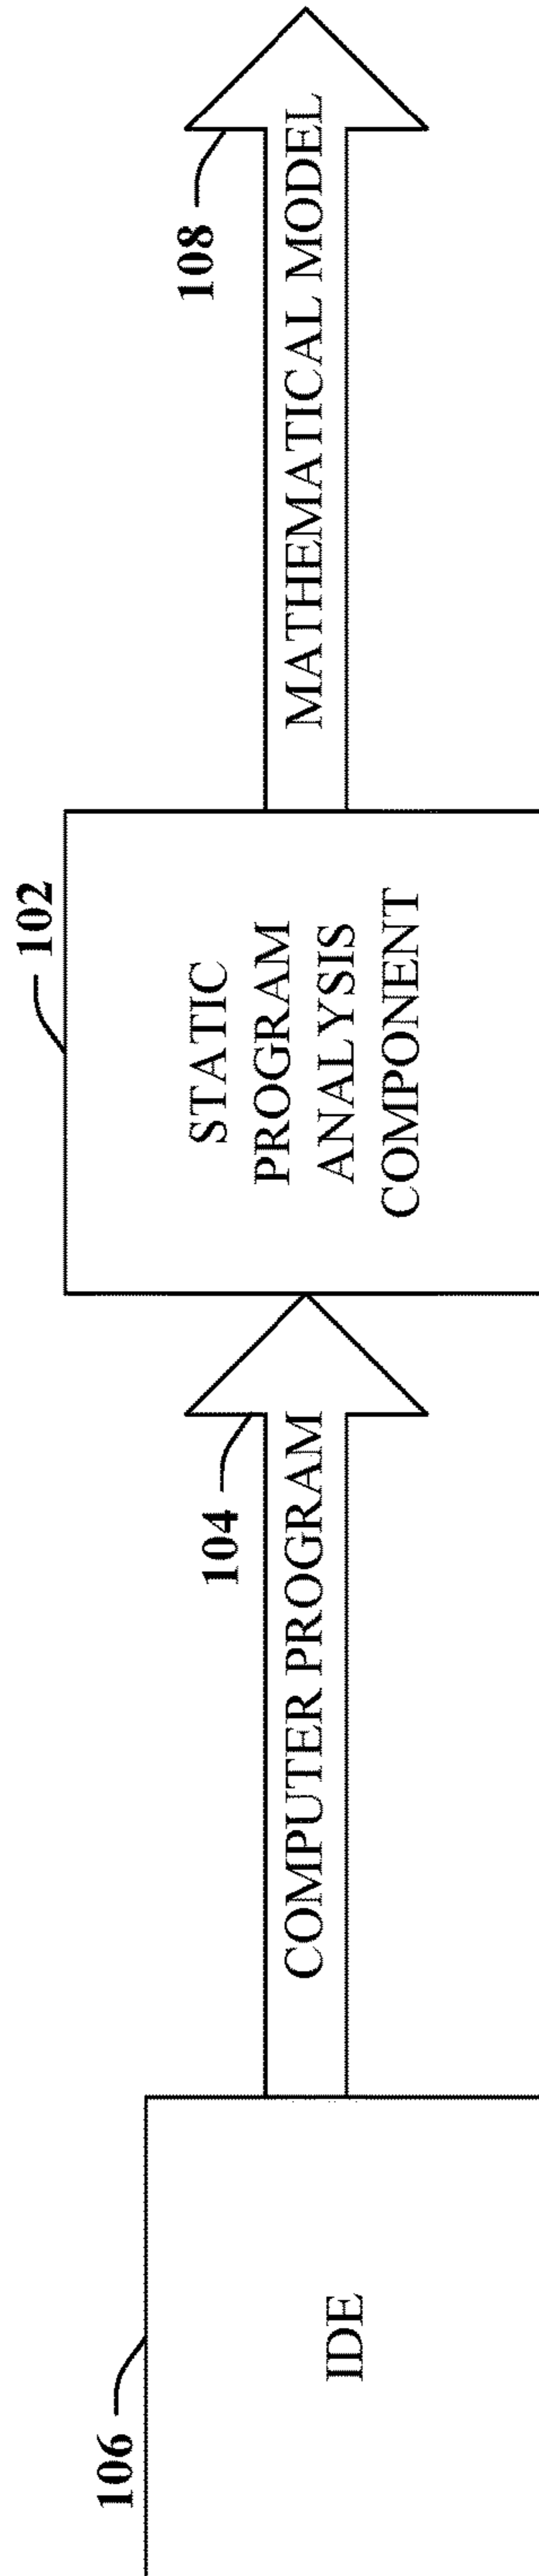 106
IDE
104
COMPUTER PROGRAM
102
STATIC
PROGRAM
ANALYSIS
COMPONENT
108
MATHEMATICAL MODEL